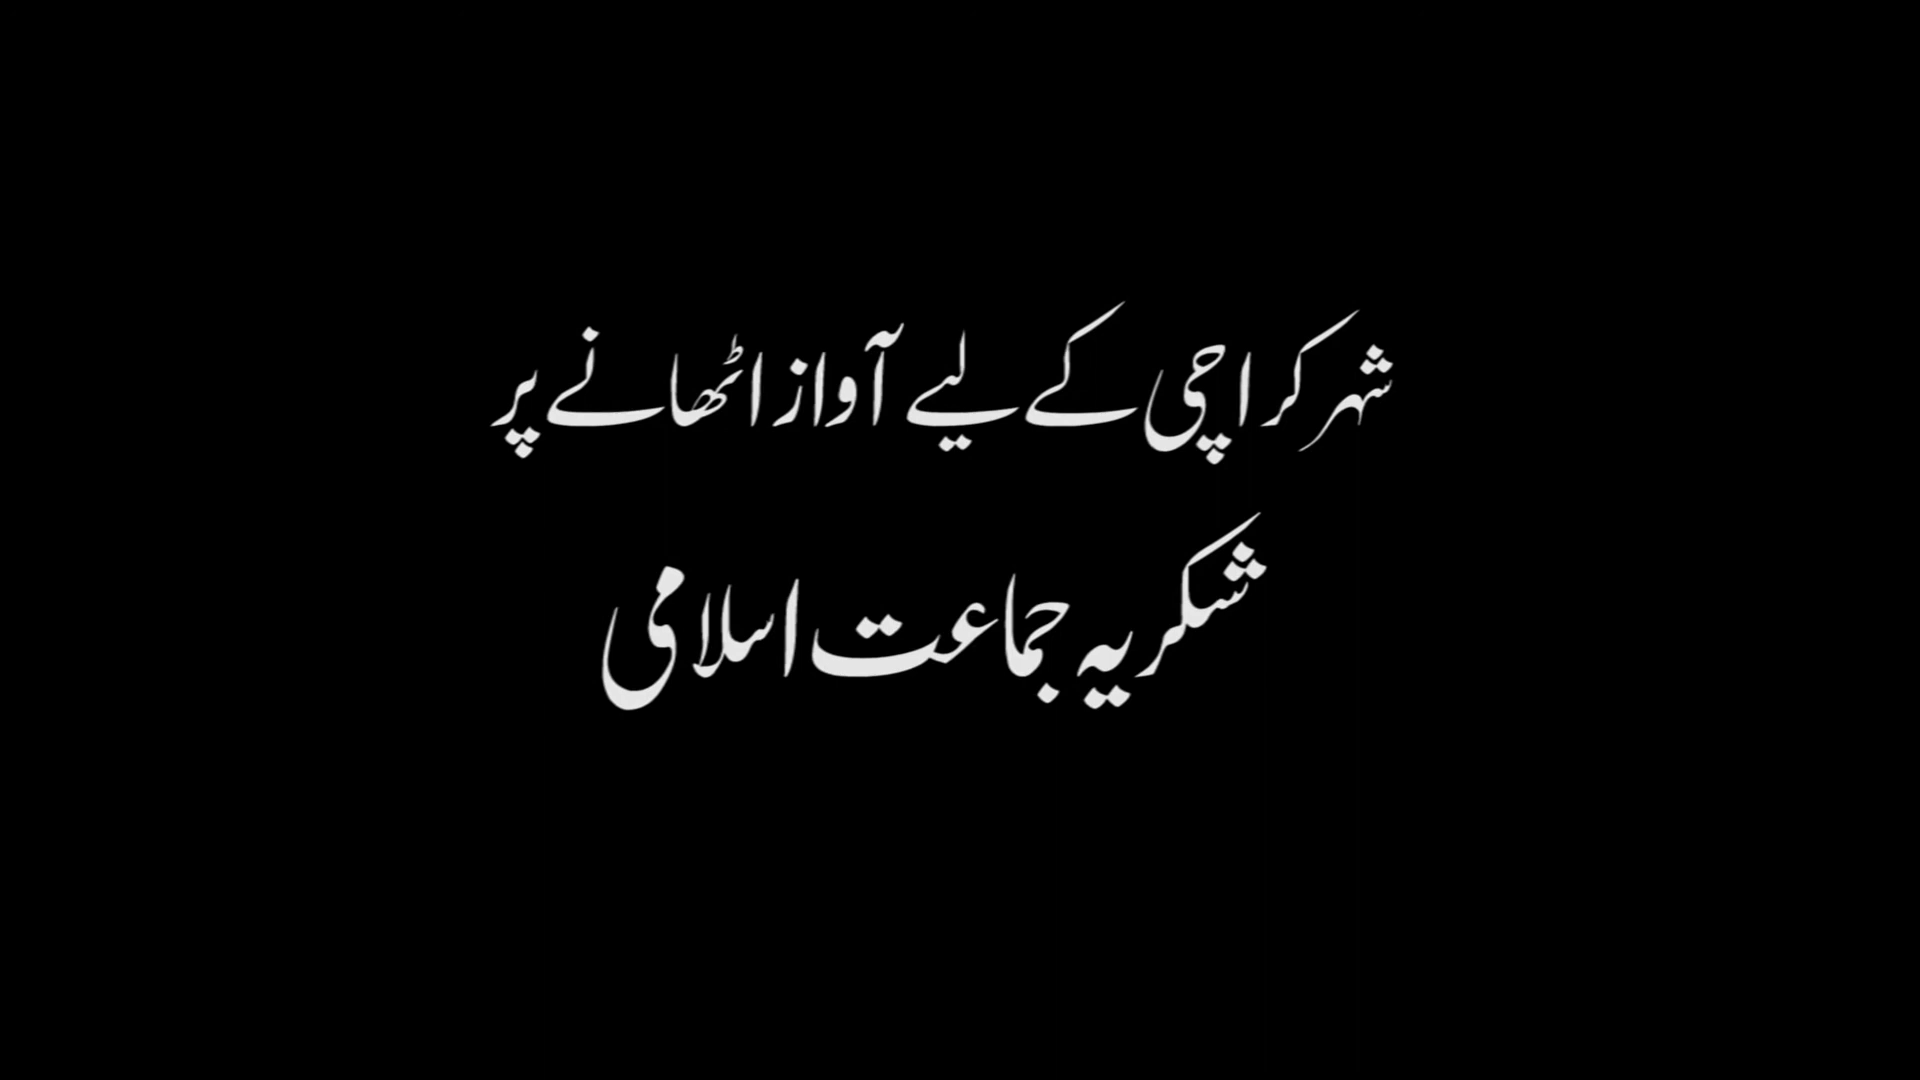 شہر کراچی کے لیے آواز اٹھانے پر
شکریہ جماعت اسلامی